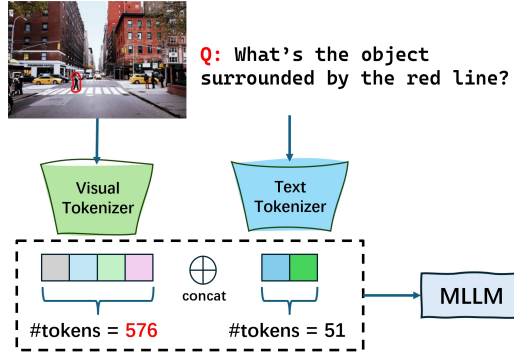 Q: What's the object
surrounded by the red line?
Visual
Tokenizer
Text
Tokenizer
concat
#tokens = 576
#tokens = 51
MLLM